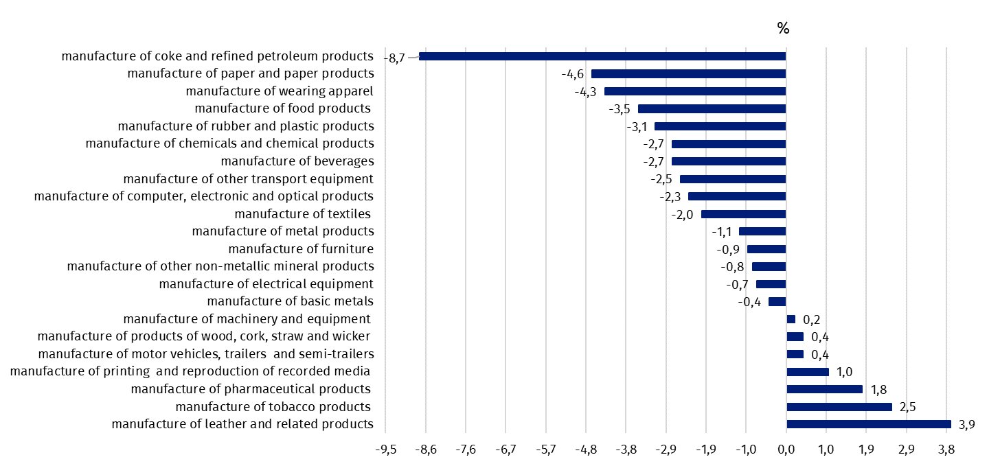 %
manufacture of coke and refined petroleum products -8,7
manufacture of paper and paper products -4,6
manufacture of wearing apparel -4,3
manufacture of food products -3,5
manufacture of rubber and plastic products -3,1
manufacture of chemicals and chemical products -2,7
manufacture of beverages -2,7
manufacture of other transport equipment -2,5
manufacture of computer, electronic and optical products -2,3
manufacture of textiles -2,0
manufacture of metal products -1,1
manufacture of furniture -0,9
manufacture of other non-metallic mineral products -0,8
manufacture of electrical equipment -0,7
manufacture of basic metals -0,4
manufacture of machinery and equipment 0,2
manufacture of products of wood, cork, straw and wicker 0,4
manufacture of motor vehicles, trailers and semi-trailers 0,4
manufacture of printing and reproduction of recorded media 1,0
manufacture of pharmaceutical products 1,8
manufacture of tobacco products 2,5
manufacture of leather and related products 3,9
-9,5 -8,6 -7,6 -6,7 -5,7 -4,8 -3,8 -2,9 -1,9 -1,0 0,0 1,0 1,9 2,9 3,8